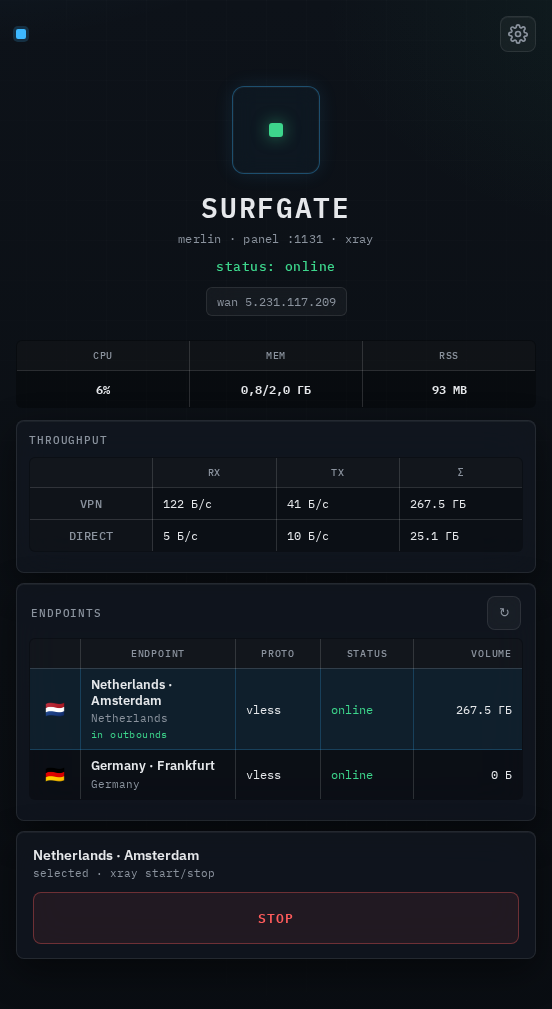 SURFGATE
merlin · panel :1131 · xray
status: online
wan 5.231.117.209
CPU MEM RSS
6% 0,8/2,0 ГБ 93 MB
THROUGHPUT
RX TX Σ
VPN 122 Б/с 41 Б/с 267.5 ГБ
DIRECT 5 Б/с 10 Б/с 25.1 ГБ
ENDPOINTS ↻
ENDPOINT PROTO STATUS VOLUME
Netherlands ·
Amsterdam
Netherlands
in outbounds
vless online 267.5 ГБ
Germany · Frankfurt
Germany
vless online 0 Б
Netherlands · Amsterdam
selected · xray start/stop
STOP